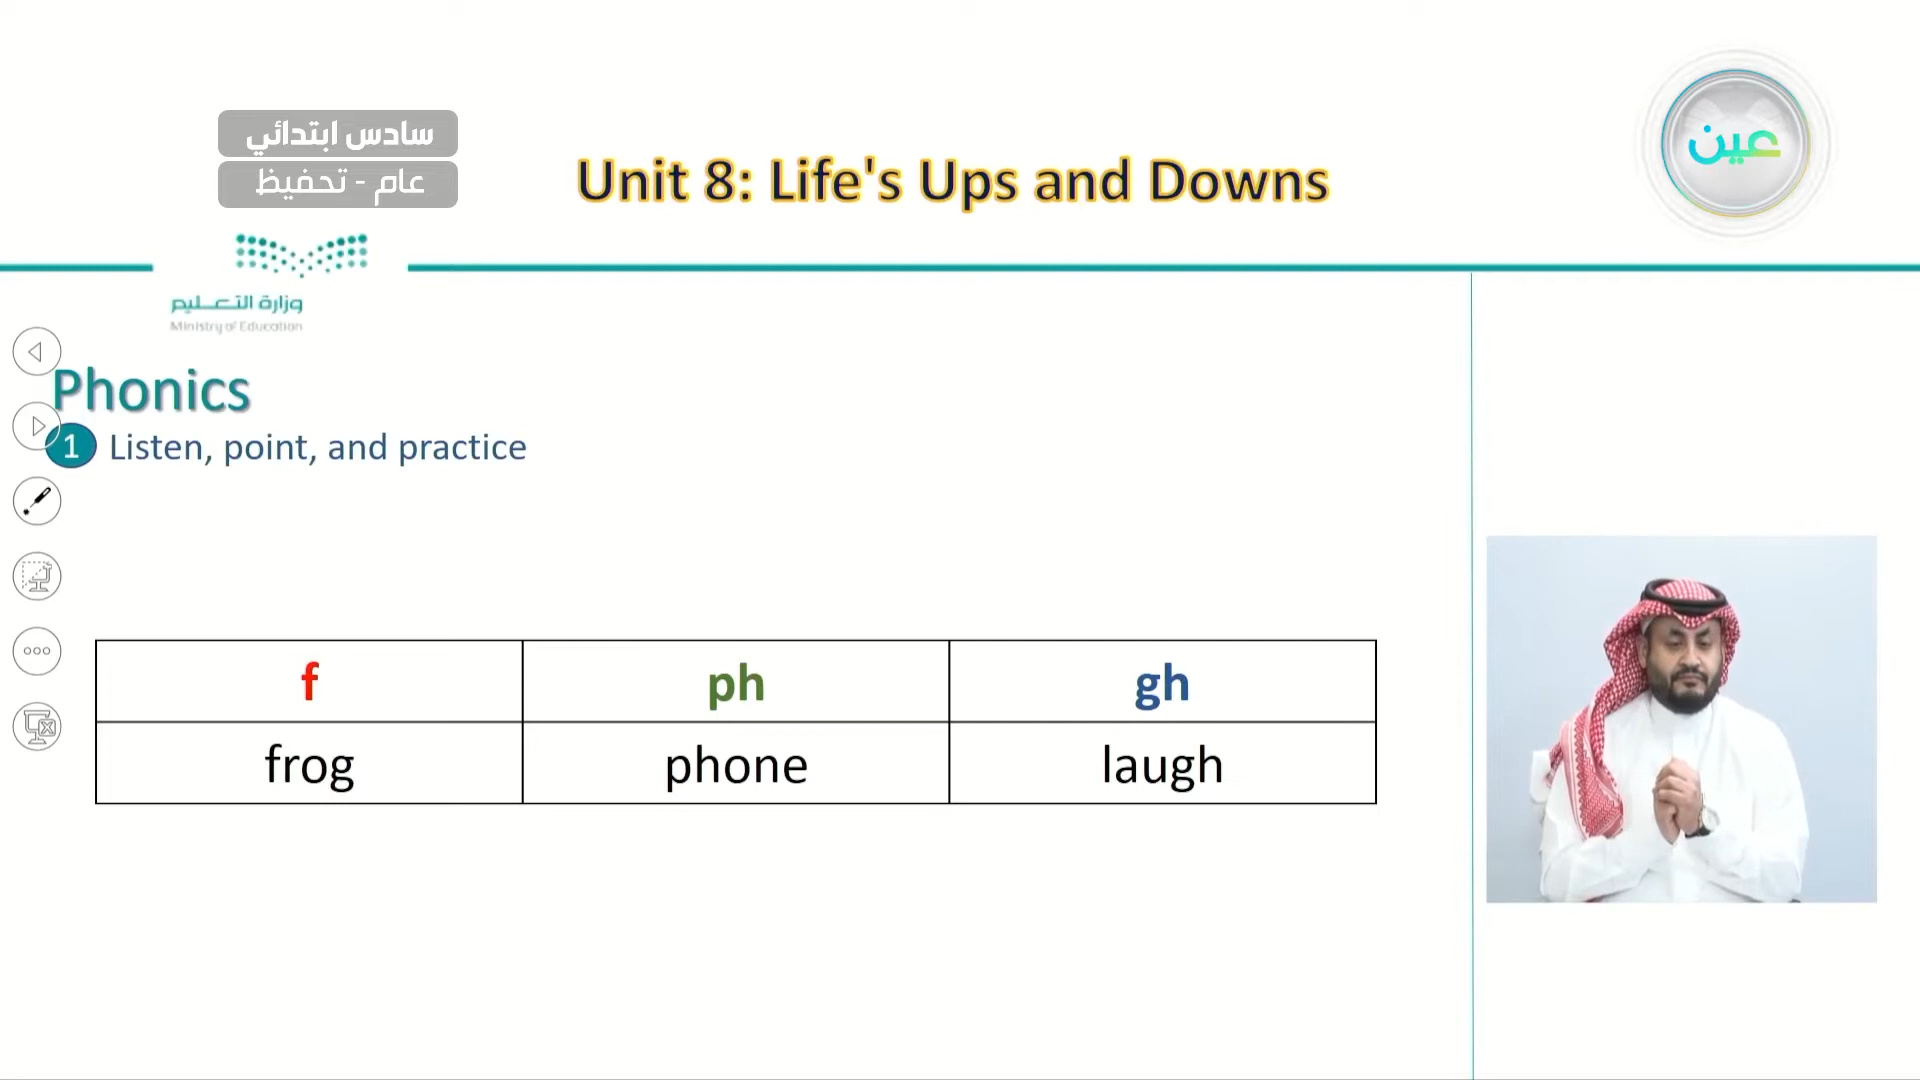 سادس ابتدائي
عام - تحفيظ
Unit 8: Life's Ups and Downs
عين
وزارة التعليم
Ministry of Education
Phonics
1 Listen, point, and practice
f ph gh
frog phone laugh